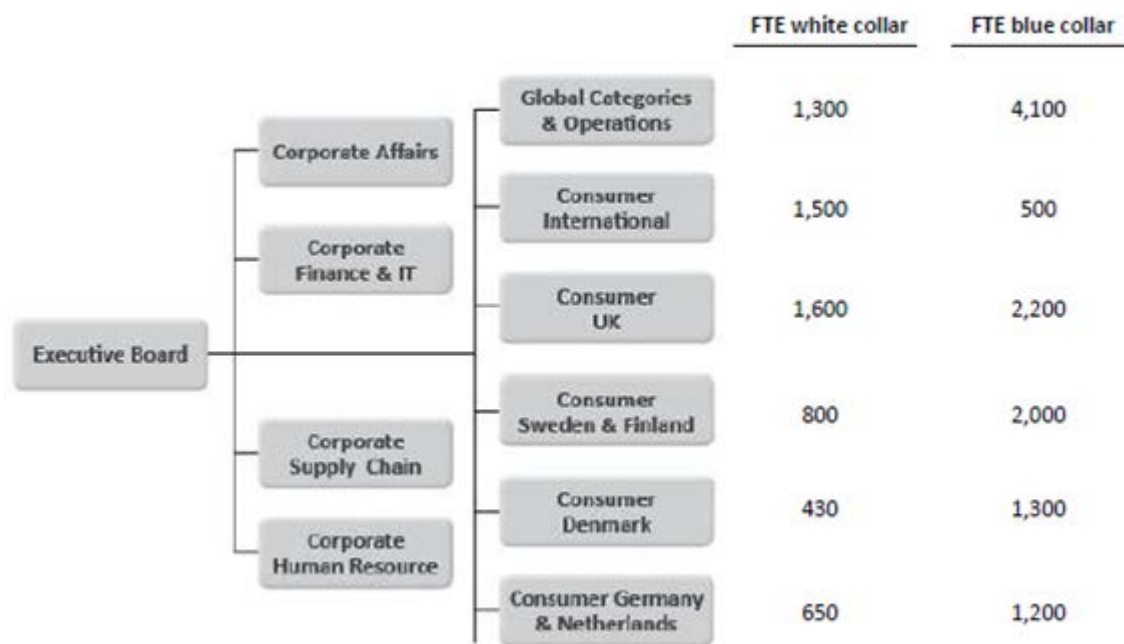 FTE white collar
FTE blue collar
Global Categories
& Operations
1,300
4,100
Corporate Affairs
Consumer
International
1,500
500
Corporate
Finance & IT
Consumer
UK
1,600
2,200
Executive Board
Consumer
Sweden & Finland
800
2,000
Corporate
Supply Chain
Consumer
Denmark
430
1,300
Corporate
Human Resource
Consumer Germany
& Netherlands
650
1,200